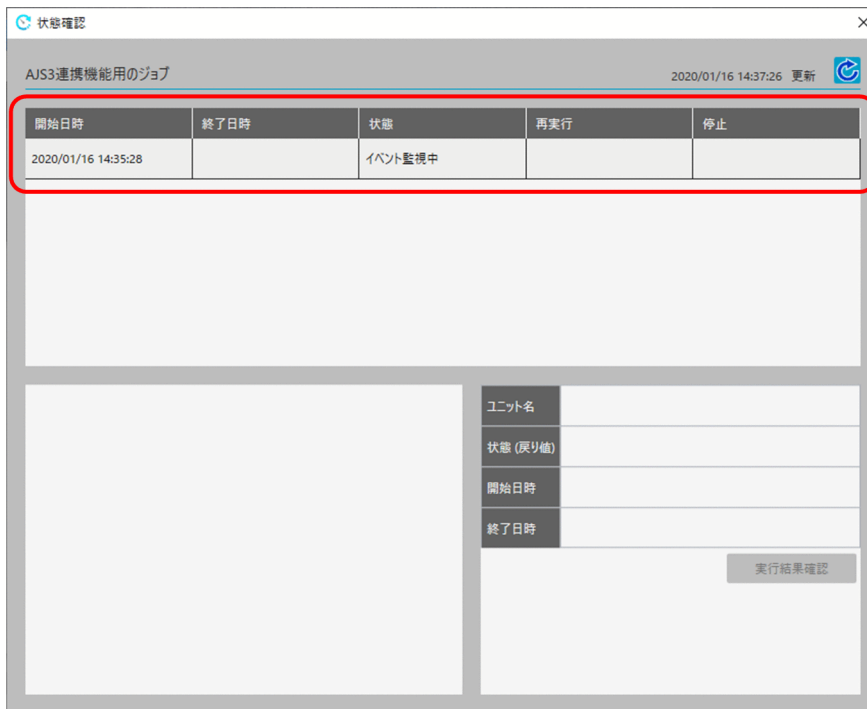 状態確認
AJS3連携機能用のジョブ
2020/01/16 14:37:26 更新
開始日時 終了日時 状態 再実行 停止
2020/01/16 14:35:28 イベント監視中
ユニット名
状態 (戻り値)
開始日時
終了日時
実行結果確認